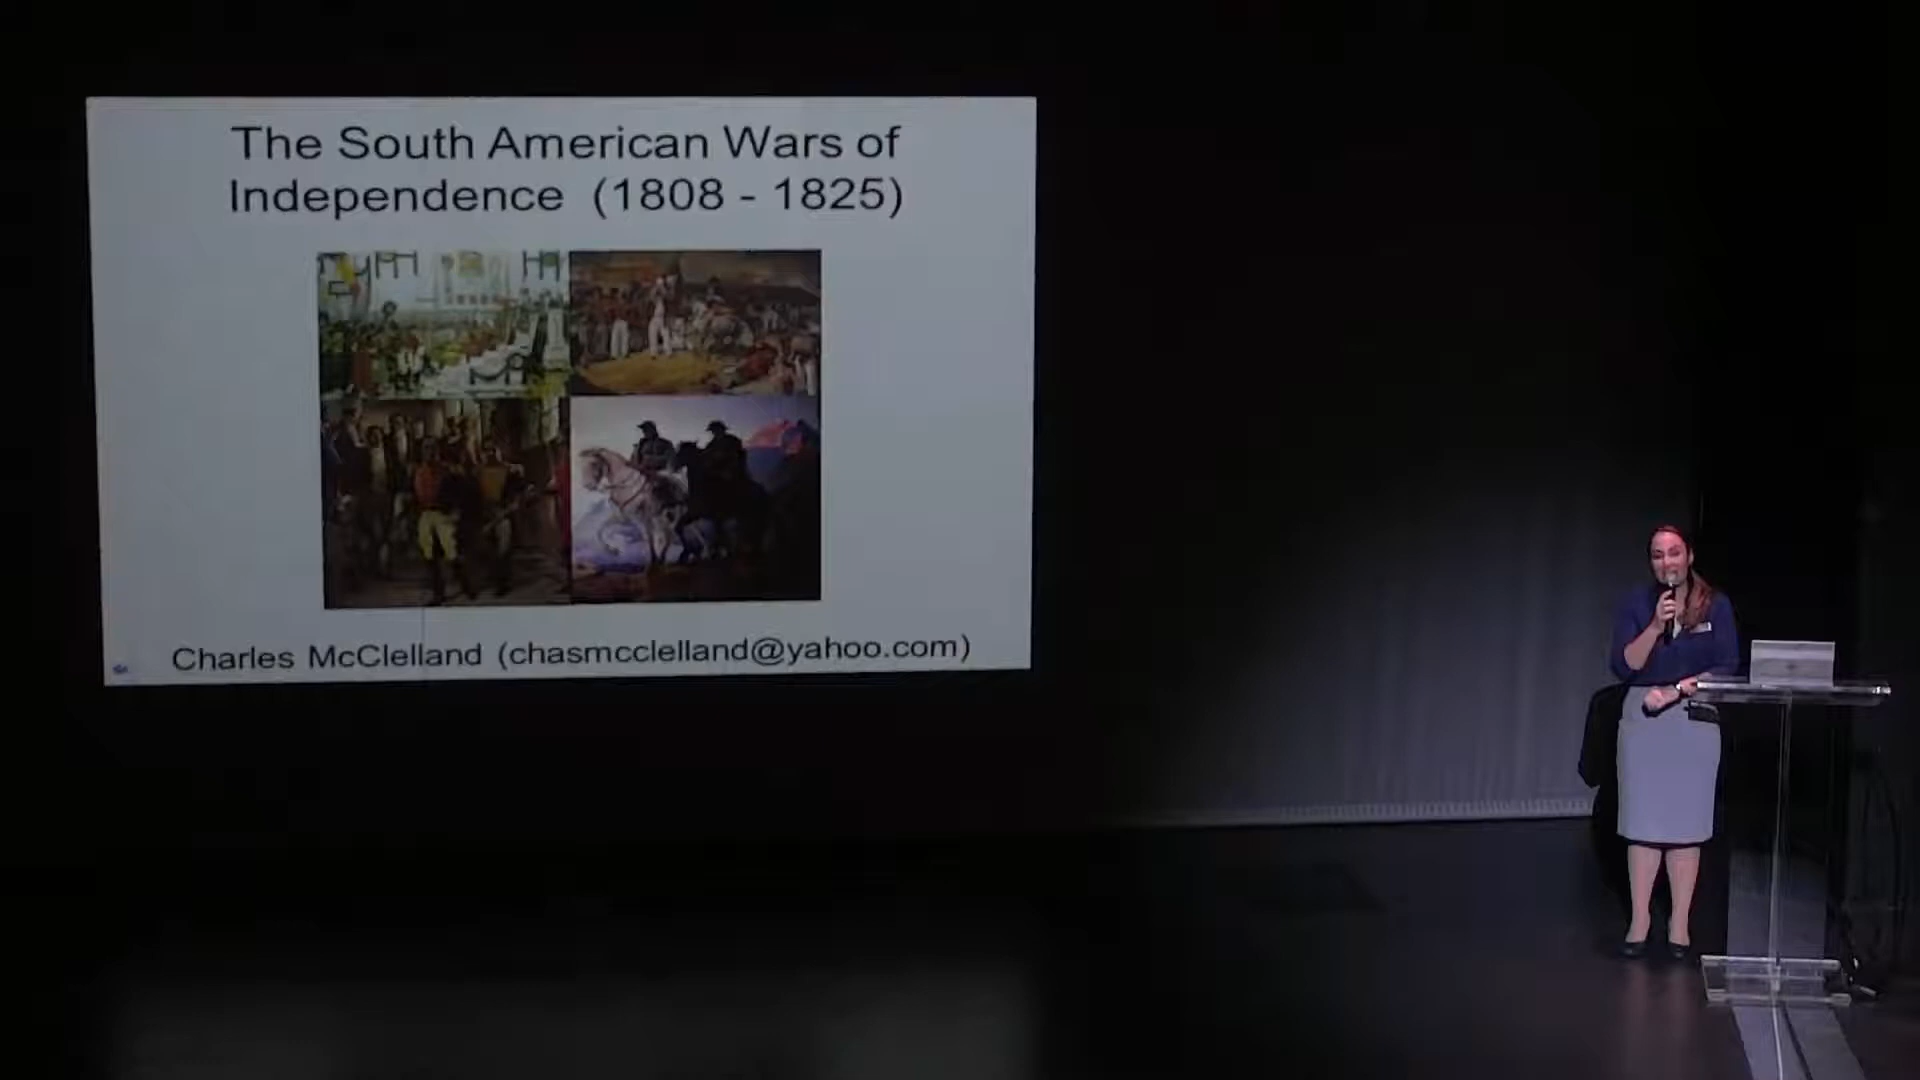 The South American Wars of
Independence (1808 - 1825)
Charles McClelland (chasmcclelland@yahoo.com)